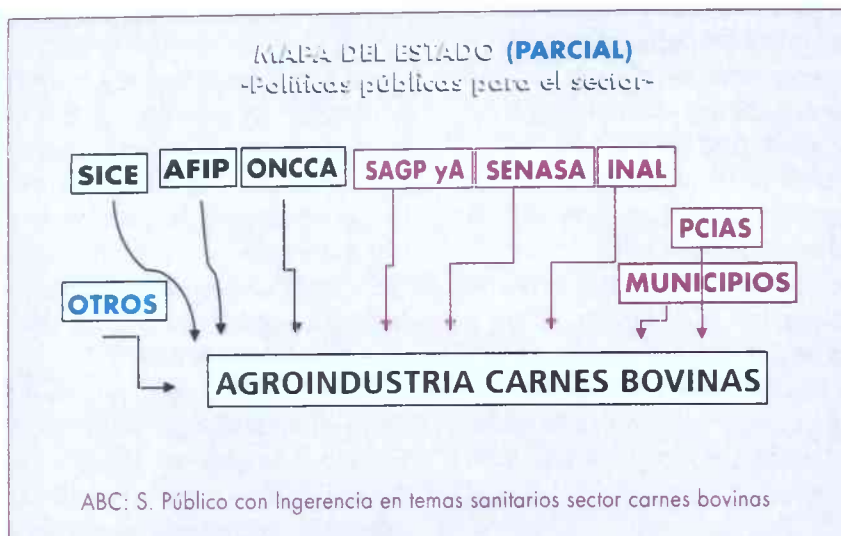 MAPA DEL ESTADO (PARCIAL)
-Políticas públicas para el sector-
SICE AFIP ONCCA SAGP yA SENASA INAL
PCIAS
MUNICIPIOS
OTROS
AGROINDUSTRIA CARNES BOVINAS
ABC: S. Público con Ingerencia en temas sanitarios sector carnes bovinas